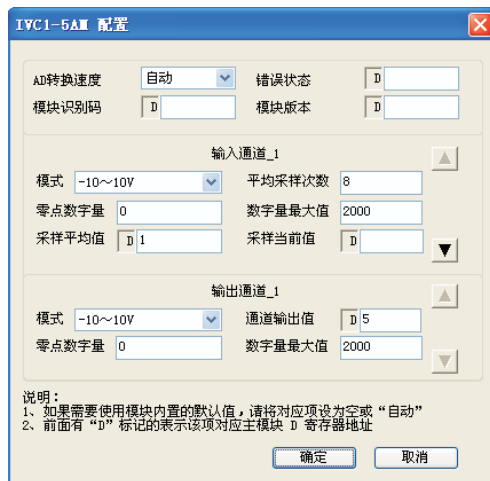 IVC1-5AM 配置
AD转换速度 自动 错误状态 D
模块识别码 D 模块版本 D
输入通道_1
模式 -10～10V 平均采样次数 8
零点数字量 0 数字量最大值 2000
采样平均值 D 1 采样当前值 D
输出通道_1
模式 -10～10V 通道输出值 D 5
零点数字量 0 数字量最大值 2000
说明：
1、如果需要使用模块内置的默认值，请将对应项设为空或“自动”
2、前面有“D”标记的表示该项对应主模块 D 寄存器地址
确定 取消